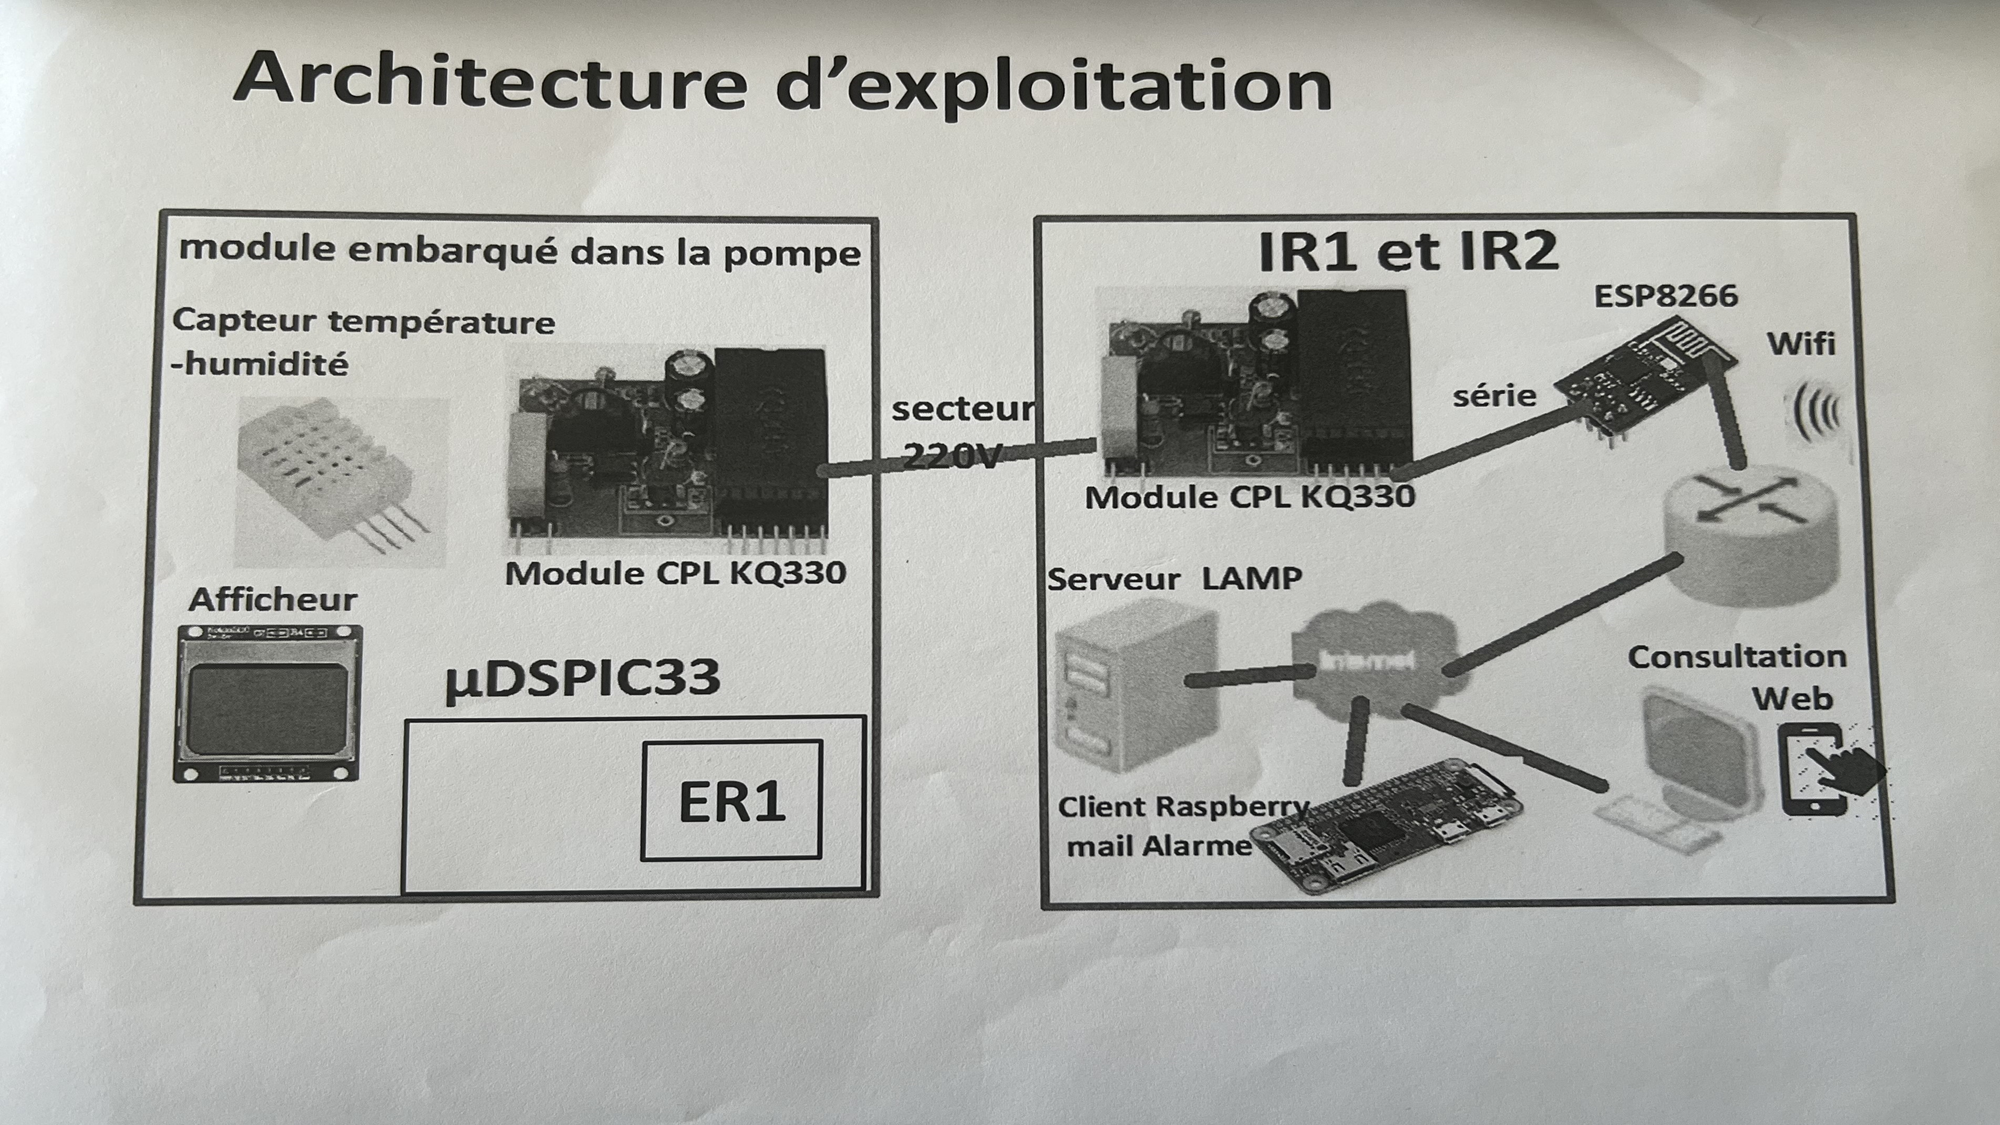 Architecture d'exploitation
module embarqué dans la pompe
Capteur température
-humidité
Module CPL KQ330
Afficheur
µDSPIC33
ER1
secteur
220V
IR1 et IR2
ESP8266
Wifi
série
Module CPL KQ330
Serveur LAMP
Internet
Consultation
Web
Client Raspberry
mail Alarme